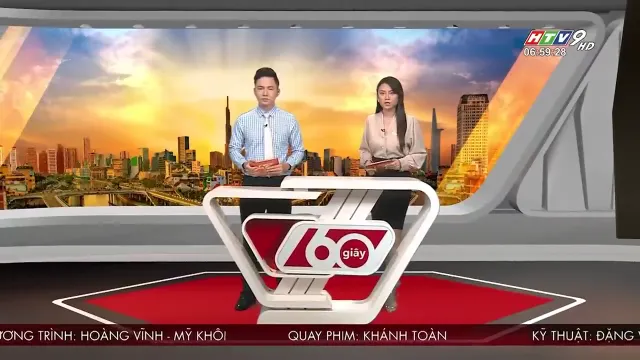 HTV9 HD
06:59:28
60
giây
ƯƠNG TRÌNH: HOÀNG VĨNH - MỸ KHÔI QUAY PHIM: KHÁNH TOÀN KỸ THUẬT: ĐẶNG V